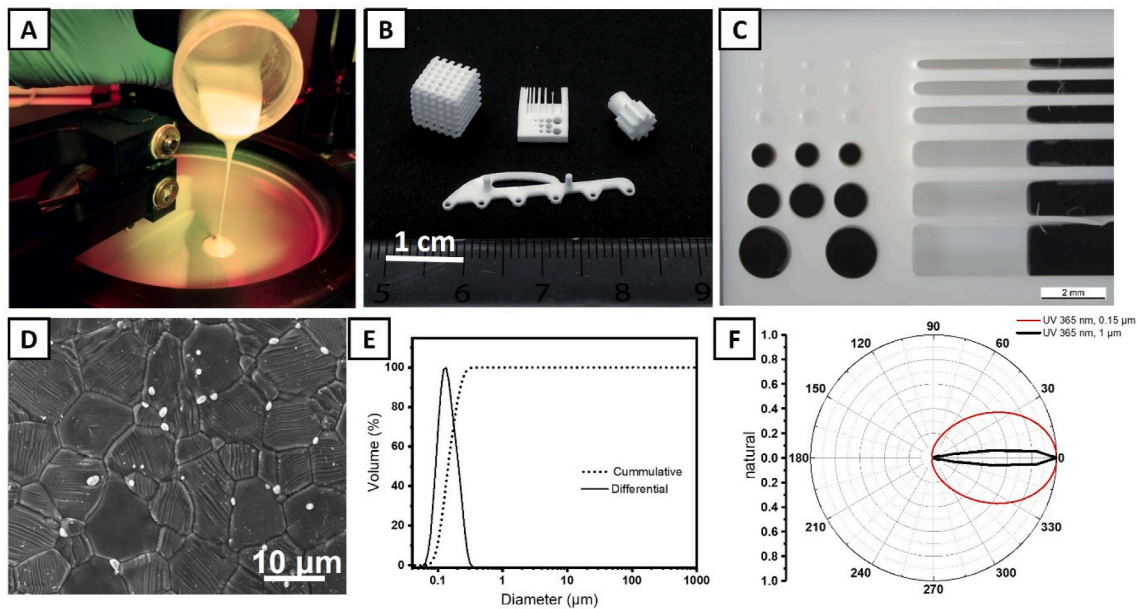 A
B
1 cm
5 6 7 8 9
C
2 mm
D
10 µm
E
Volume (%)
100
80
60
40
20
0
Cummulative
Differential
0.1 1 10 100 1000
Diameter (µm)
F
UV 365 nm, 0.15 µm
UV 365 nm, 1 µm
natural
1.0
0.8
0.6
0.4
0.2
0.0
0.2
0.4
0.6
0.8
1.0
90
120 60
150 30
180 0
210 330
240 300
270